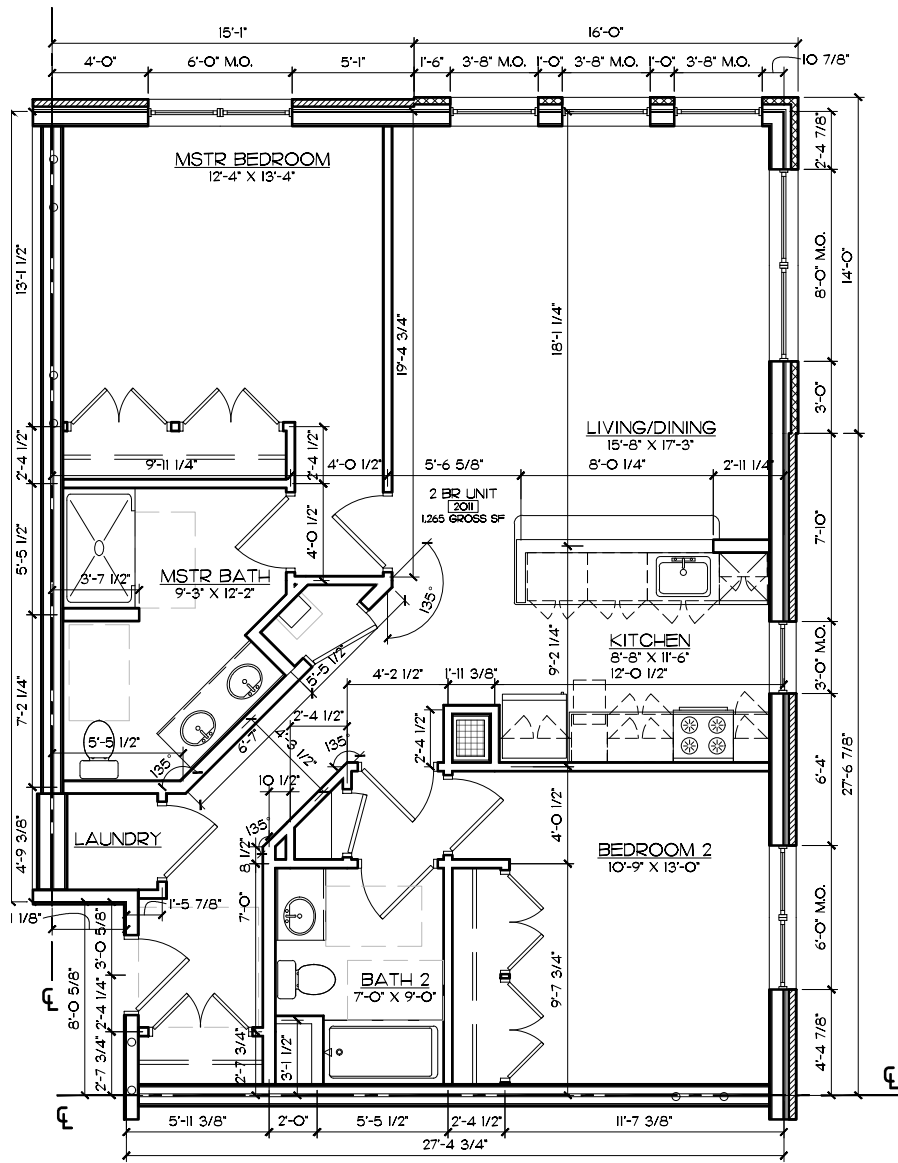 15'-1"
16'-0"
4'-0"
6'-0" M.O.
5'-1"
1'-6"
3'-8" M.O.
1'-0"
3'-8" M.O.
1'-0"
3'-8" M.O.
10 7/8"
2'-4 7/8"
MSTR BEDROOM
12'-4" X 13'-4"
13'-1 1/2"
8'-0" M.O.
14'-0"
19'-4 3/4"
18'-1 1/4"
3'-0"
LIVING/DINING
15'-8" X 17'-3"
2'-4 1/2"
9'-11 1/4"
2'-4 1/2"
4'-0 1/2"
5'-6 5/8"
8'-0 1/4"
2'-11 1/4"
2 BR UNIT
2011
1,265 GROSS SF
5'-5 1/2"
4'-0 1/2"
7'-10"
3'-7 1/2"
MSTR BATH
9'-3" X 12'-2"
135°
KITCHEN
8'-8" X 11'-6"
12'-0 1/2"
9'-2 1/4"
3'-0" M.O.
5'-5 1/2"
4'-2 1/2"
1'-11 3/8"
7'-2 1/4"
2'-4 1/2"
6'-7"
4'-3 1/2"
135°
2'-4 1/2"
5'-5 1/2"
135°
10 1/2"
6'-4"
27'-6 7/8"
4'-9 3/8"
LAUNDRY
135°
8 1/2"
4'-0 1/2"
BEDROOM 2
10'-9" X 13'-0"
1 1/8"
1'-5 7/8"
7'-0"
6'-0" M.O.
8'-0 5/8"
3'-0 5/8"
2'-4 1/4"
2'-7 3/4"
BATH 2
7'-0" X 9'-0"
9'-7 3/4"
2'-7 3/4"
3'-1 1/2"
4'-4 7/8"
5'-11 3/8"
2'-0"
5'-5 1/2"
2'-4 1/2"
11'-7 3/8"
27'-4 3/4"